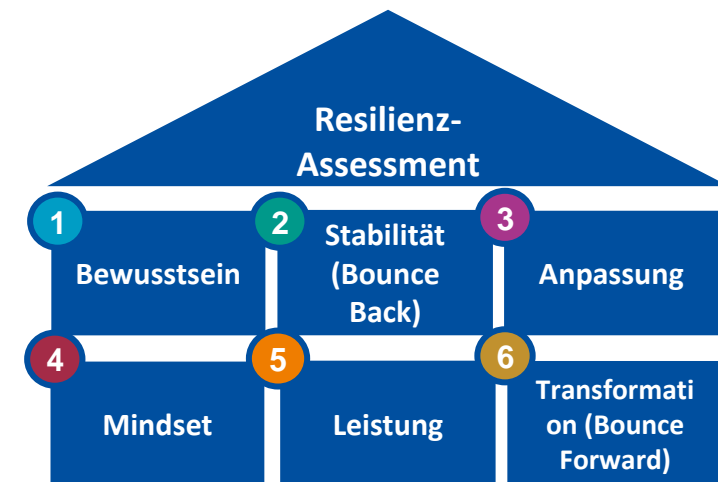 Resilienz-
Assessment
1
2
3
Bewusstsein
Stabilität
(Bounce
Back)
Anpassung
4
5
6
Mindset
Leistung
Transformati
on (Bounce
Forward)